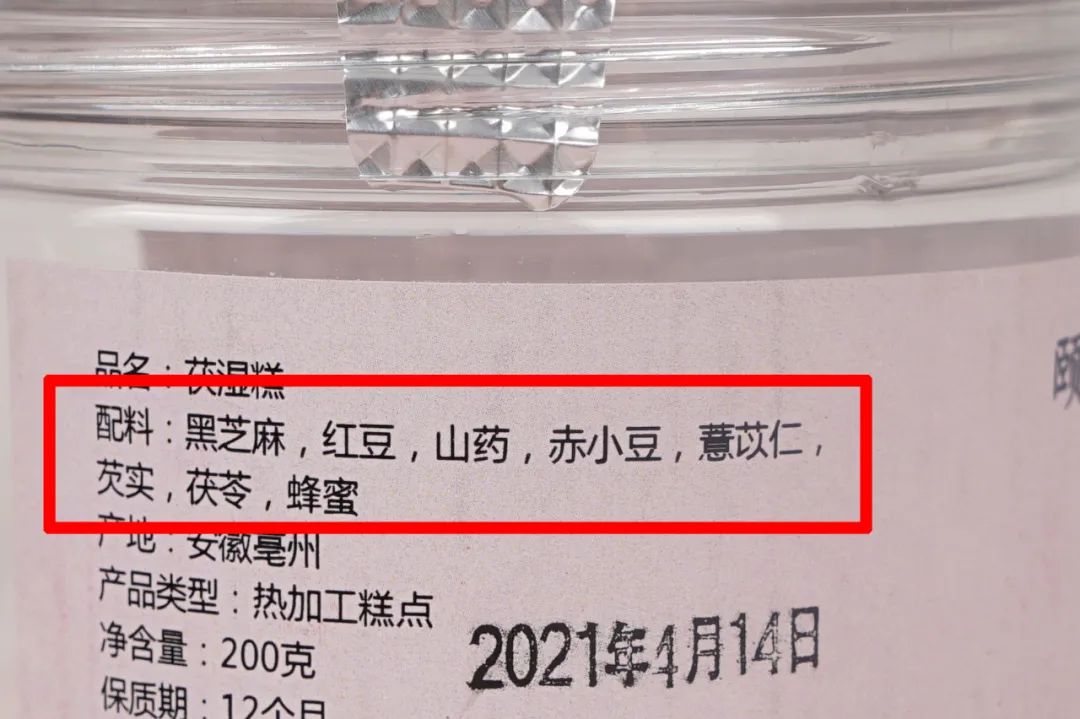 品名：茯湿糕
配料：黑芝麻，红豆，山药，赤小豆，薏苡仁，
芡实，茯苓，蜂蜜
产地：安徽亳州
产品类型：热加工糕点
净含量：200克
保质期：12个月
2021年4月14日